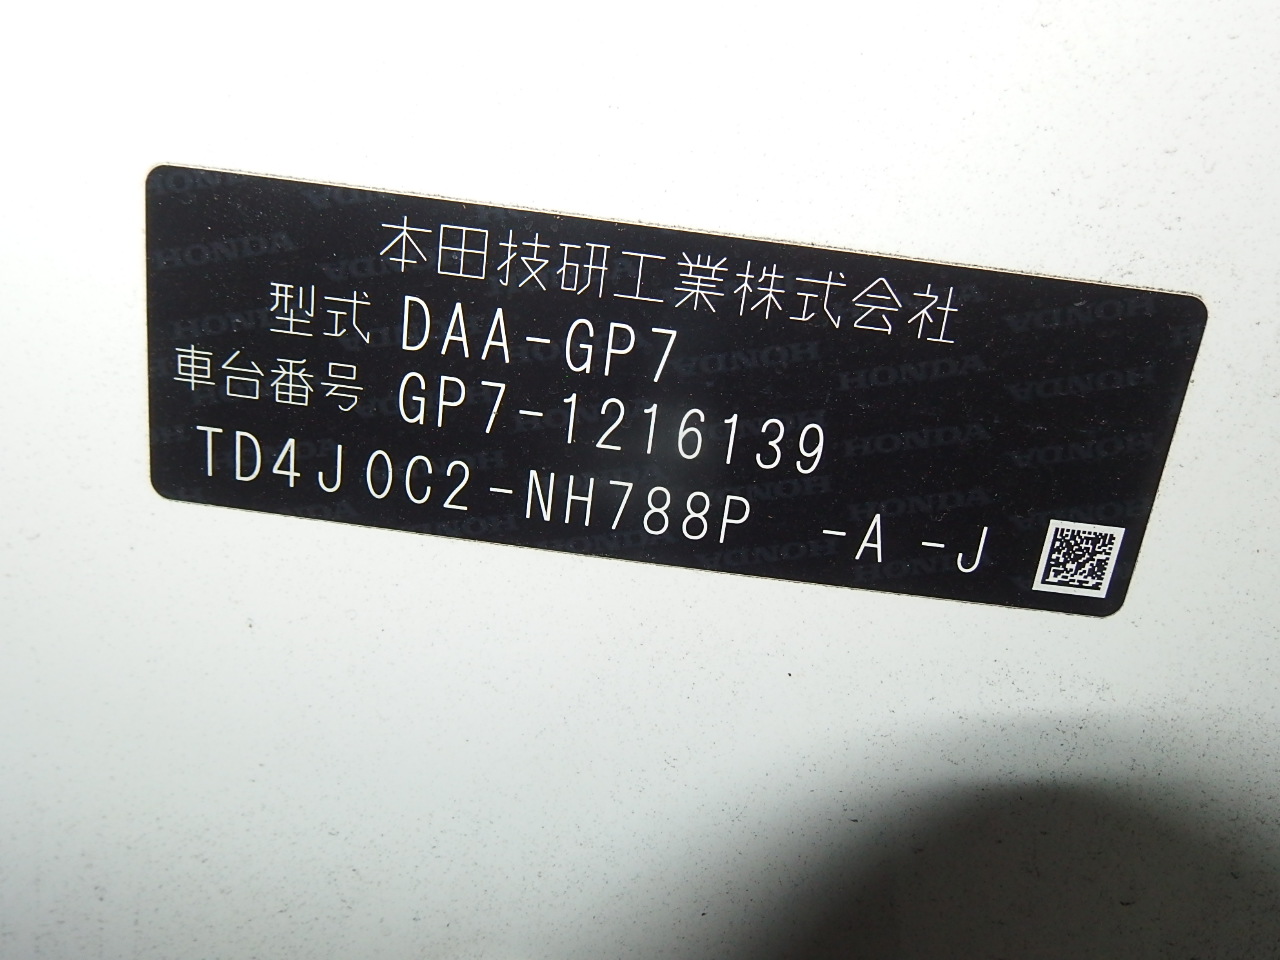 本田技研工業株式会社
型式 DAA-GP7
車台番号 GP7-1216139
TD4J0C2-NH788P -A -J